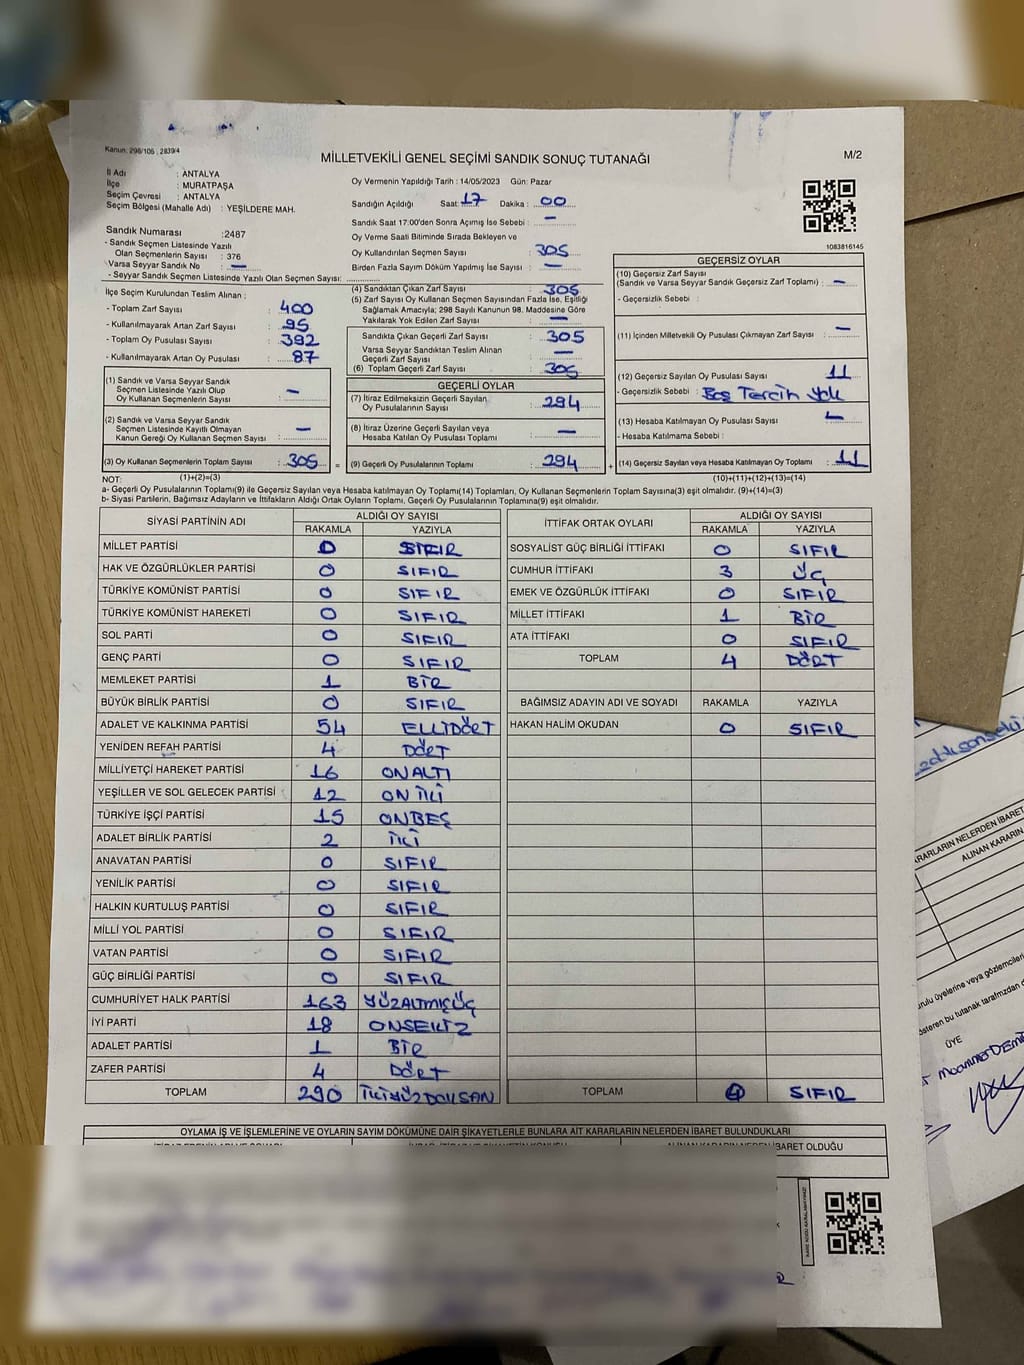 Kanun: 298/105 , 2839/4
MİLLETVEKİLİ GENEL SEÇİMİ SANDIK SONUÇ TUTANAĞI
M/2
İl Adı : ANTALYA
İlçe : MURATPAŞA
Seçim Çevresi : ANTALYA
Seçim Bölgesi (Mahalle Adı) : YEŞİLDERE MAH.
Oy Vermenin Yapıldığı Tarih : 14/05/2023 Gün: Pazar
Sandığın Açıldığı Saat: 17 Dakika : 00
Sandık Saat 17:00'den Sonra Açımış İse Sebebi : —
Oy Verme Saati Bitiminde Sırada Bekleyen ve
Oy Kullandırılan Seçmen Sayısı : 305
Birden Fazla Sayım Döküm Yapılmış İse Sayısı : —
1083816145
Sandık Numarası :2487
- Sandık Seçmen Listesinde Yazılı
Olan Seçmenlerin Sayısı : 376
Varsa Seyyar Sandık No : —
- Seyyar Sandık Seçmen Listesinde Yazılı Olan Seçmen Sayısı:
İlçe Seçim Kurulundan Teslim Alınan :
- Toplam Zarf Sayısı : 400
- Kullanılmayarak Artan Zarf Sayısı : 95
- Toplam Oy Pusulası Sayısı : 392
- Kullanılmayarak Artan Oy Pusulası : 87
(1) Sandık ve Varsa Seyyar Sandık
Seçmen Listesinde Yazılı Olup
Oy Kullanan Seçmenlerin Sayısı : —
(2) Sandık ve Varsa Seyyar Sandık
Seçmen Listesinde Kayıtlı Olmayan
Kanun Gereği Oy Kullanan Seçmen Sayısı : —
(3) Oy Kullanan Seçmenlerin Toplam Sayısı : 305 =
(4) Sandıktan Çıkan Zarf Sayısı : 305
(5) Zarf Sayısı Oy Kullanan Seçmen Sayısından Fazla İse, Eşitliği
Sağlamak Amacıyla; 298 Sayılı Kanunun 98. Maddesine Göre
Yakılarak Yok Edilen Zarf Sayısı : —
Sandıkta Çıkan Geçerli Zarf Sayısı : 305
Varsa Seyyar Sandıktan Teslim Alınan
Geçerli Zarf Sayısı : —
(6) Toplam Geçerli Zarf Sayısı : 305
GEÇERLİ OYLAR
(7) İtiraz Edilmeksizin Geçerli Sayılan
Oy Pusulalarının Sayısı : 294
(8) İtiraz Üzerine Geçerli Sayılan veya
Hesaba Katılan Oy Pusulası Toplamı : —
(9) Geçerli Oy Pusulalarının Toplamı : 294 +
GEÇERSİZ OYLAR
(10) Geçersiz Zarf Sayısı
(Sandık ve Varsa Seyyar Sandık Geçersiz Zarf Toplamı) : —
- Geçersizlik Sebebi :
(11) İçinden Milletvekili Oy Pusulası Çıkmayan Zarf Sayısı : —
(12) Geçersiz Sayılan Oy Pusulası Sayısı : 11
- Geçersizlik Sebebi : Boş Tercih Yok
(13) Hesaba Katılmayan Oy Pusulası Sayısı : —
- Hesaba Katılmama Sebebi :
(14) Geçersiz Sayılan veya Hesaba Katılmayan Oy Toplamı : 11
NOT: (1)+(2)=(3) (10)+(11)+(12)+(13)=(14)
a- Geçerli Oy Pusulalarının Toplamı(9) ile Geçersiz Sayılan veya Hesaba katılmayan Oy Toplamı(14) Toplamları, Oy Kullanan Seçmenlerin Toplam Sayısına(3) eşit olmalıdır. (9)+(14)=(3)
b- Siyasi Partilerin, Bağımsız Adayların ve İttifakların Aldığı Ortak Oyların Toplamı, Geçerli Oy Pusulalarının Toplamına(9) eşit olmalıdır.
SİYASİ PARTİNİN ADI ALDIĞI OY SAYISI
RAKAMLA YAZIYLA
MİLLET PARTİSİ 0 SIFIR
HAK VE ÖZGÜRLÜKLER PARTİSİ 0 SIFIR
TÜRKİYE KOMÜNİST PARTİSİ 0 SIFIR
TÜRKİYE KOMÜNİST HAREKETİ 0 SIFIR
SOL PARTİ 0 SIFIR
GENÇ PARTİ 0 SIFIR
MEMLEKET PARTİSİ 1 BİR
BÜYÜK BİRLİK PARTİSİ 0 SIFIR
ADALET VE KALKINMA PARTİSİ 54 ELLİDÖRT
YENİDEN REFAH PARTİSİ 4 DÖRT
MİLLİYETÇİ HAREKET PARTİSİ 16 ONALTI
YEŞİLLER VE SOL GELECEK PARTİSİ 12 ON İKİ
TÜRKİYE İŞÇİ PARTİSİ 15 ONBEŞ
ADALET BİRLİK PARTİSİ 2 İKİ
ANAVATAN PARTİSİ 0 SIFIR
YENİLİK PARTİSİ 0 SIFIR
HALKIN KURTULUŞ PARTİSİ 0 SIFIR
MİLLİ YOL PARTİSİ 0 SIFIR
VATAN PARTİSİ 0 SIFIR
GÜÇ BİRLİĞİ PARTİSİ 0 SIFIR
CUMHURİYET HALK PARTİSİ 163 YÜZALTMIŞÜÇ
İYİ PARTİ 18 ONSEKİZ
ADALET PARTİSİ 1 BİR
ZAFER PARTİSİ 4 DÖRT
TOPLAM 290 İKİYÜZDOKSAN
İTTİFAK ORTAK OYLARI ALDIĞI OY SAYISI
RAKAMLA YAZIYLA
SOSYALİST GÜÇ BİRLİĞİ İTTİFAKI 0 SIFIR
CUMHUR İTTİFAKI 3 ÜÇ
EMEK VE ÖZGÜRLÜK İTTİFAKI 0 SIFIR
MİLLET İTTİFAKI 1 BİR
ATA İTTİFAKI 0 SIFIR
TOPLAM 4 DÖRT
BAĞIMSIZ ADAYIN ADI VE SOYADI RAKAMLA YAZIYLA
HAKAN HALİM OKUDAN 0 SIFIR
TOPLAM SIFIR
OYLAMA İŞ VE İŞLEMLERİNE VE OYLARIN SAYIM DÖKÜMÜNE DAİR ŞİKAYETLERLE BUNLARA AİT KARARLARIN NELERDEN İBARET BULUNDUKLARI
ALINAN KARARIN NEDEN İBARET OLDUĞU
KARARLARIN NELERDEN İBARET
ALINAN KARARIN
kurulu üyelerine veya gözlemcileri
gösteren bu tutanak tarafımızdan
ÜYE